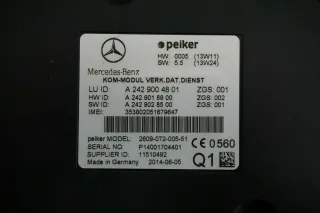 peiker
HW: 0005 (13W11)
SW: 5.5 (13W24)
Mercedes-Benz
KOM-MODUL VERK.DAT.DIENST
LU ID: A 242 900 48 01 ZGS: 001
HW ID: A 242 901 89 00 ZGS: 002
SW ID: A 242 902 85 00 ZGS: 001
IMEI: 353802051679647
peiker MODEL: 2609-072-005-51
SERIAL: P14001704401
SUPPLIER ID: 11510492
Made in Germany 2014-06-05
CE 0560
Q1